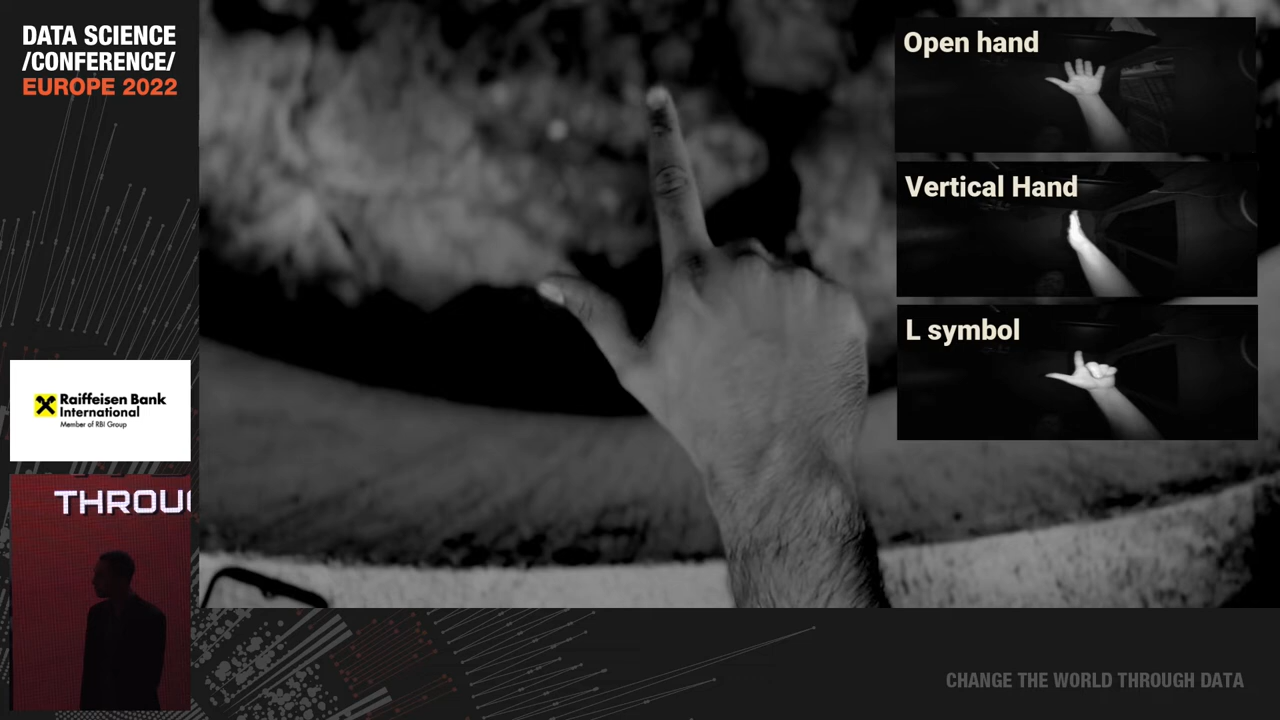 DATA SCIENCE
/CONFERENCE/
EUROPE 2022
Open hand
Vertical Hand
L symbol
Raiffeisen Bank
International
Member of RBI Group
THROU
CHANGE THE WORLD THROUGH DATA